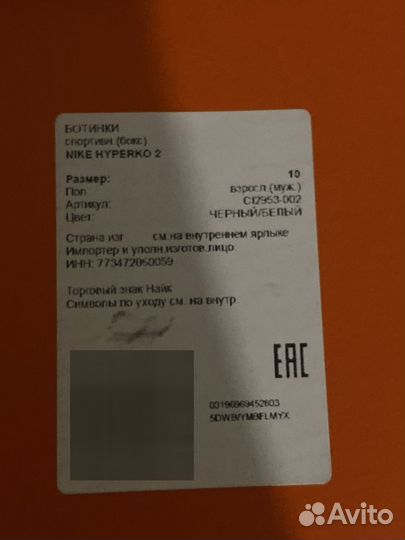 БОТИНКИ
спортивн.(бокс)
NIKE HYPERKO 2
Размер: 10
Пол взросл.(муж.)
Артикул: CI2953-002
Цвет: ЧЕРНЫЙ/БЕЛЫЙ
Страна изг см.на внутреннем ярлыке
Импортер и уполн.изготов.лицо.
ИНН: 773472060059
Торговый знак Найк
Символы по уходу см. на внутр
EAC
00196969452803
Avito